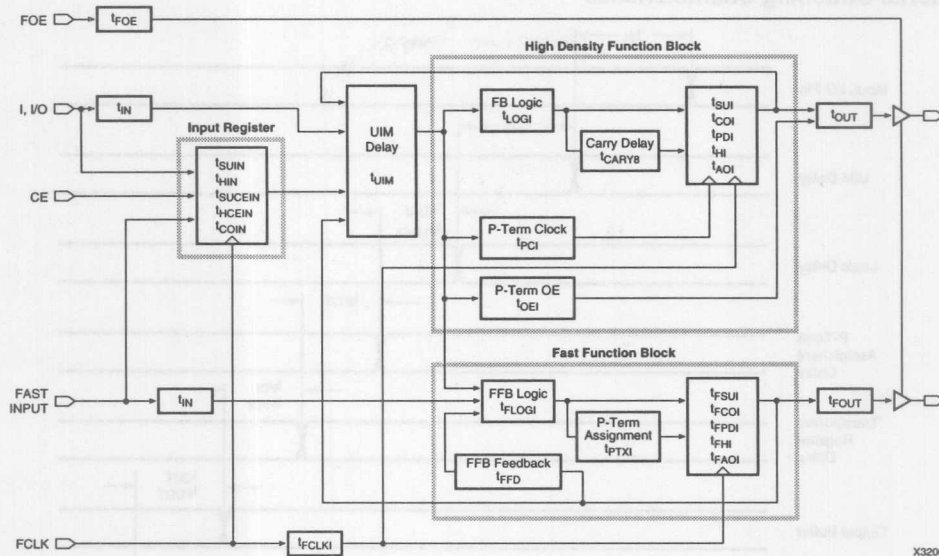 FOE
tFOE
High Density Function Block
I, I/O
tIN
FB Logic
tLOGI
tSUI
tCOI
tPDI
tHI
tAOI
tOUT
Input Register
UIM
Delay
tUIM
Carry Delay
tCARY8
CE
tSUIN
tHIN
tSUCEIN
tHCEIN
tCOIN
P-Term Clock
tPCI
P-Term OE
tOEI
Fast Function Block
FAST
INPUT
tIN
FFB Logic
tFLOGI
P-Term
Assignment
tPTXI
tFSUI
tFCOI
tFPDI
tFHI
tFAOI
tFOUT
FFB Feedback
tFFD
FCLK
tFCLKI